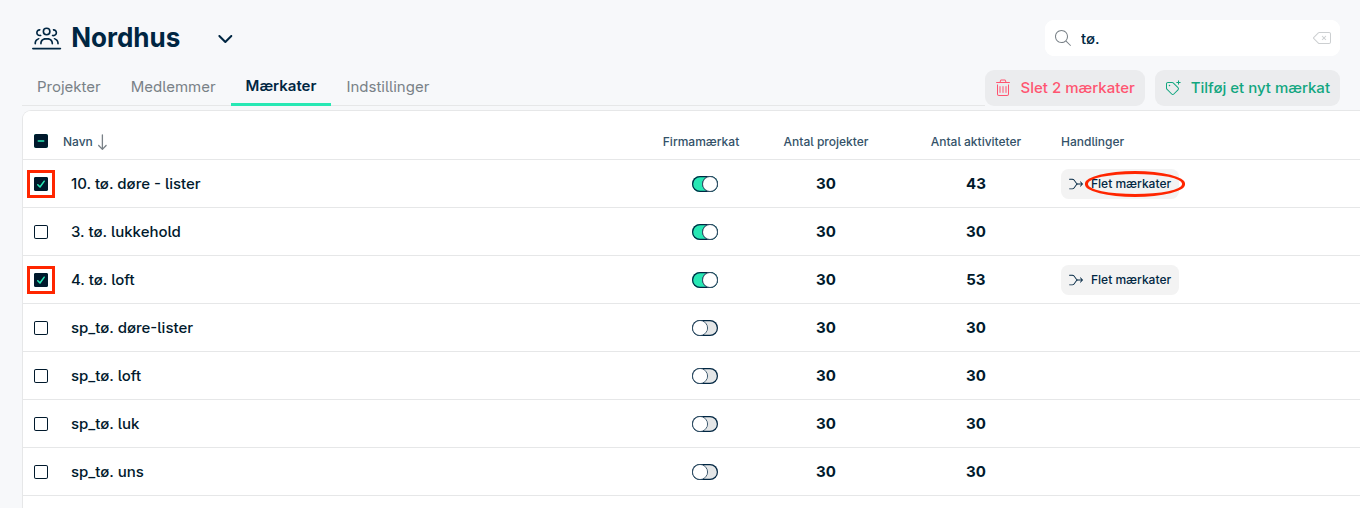 Nordhus
tø.
Projekter Medlemmer Mærkater Indstillinger
Slet 2 mærkater Tilføj et nyt mærkat
Navn Firmamærkat Antal projekter Antal aktiviteter Handlinger
10. tø. døre - lister 30 43 Flet mærkater
3. tø. lukkehold 30 30
4. tø. loft 30 53 Flet mærkater
sp_tø. døre-lister 30 30
sp_tø. loft 30 30
sp_tø. luk 30 30
sp_tø. uns 30 30